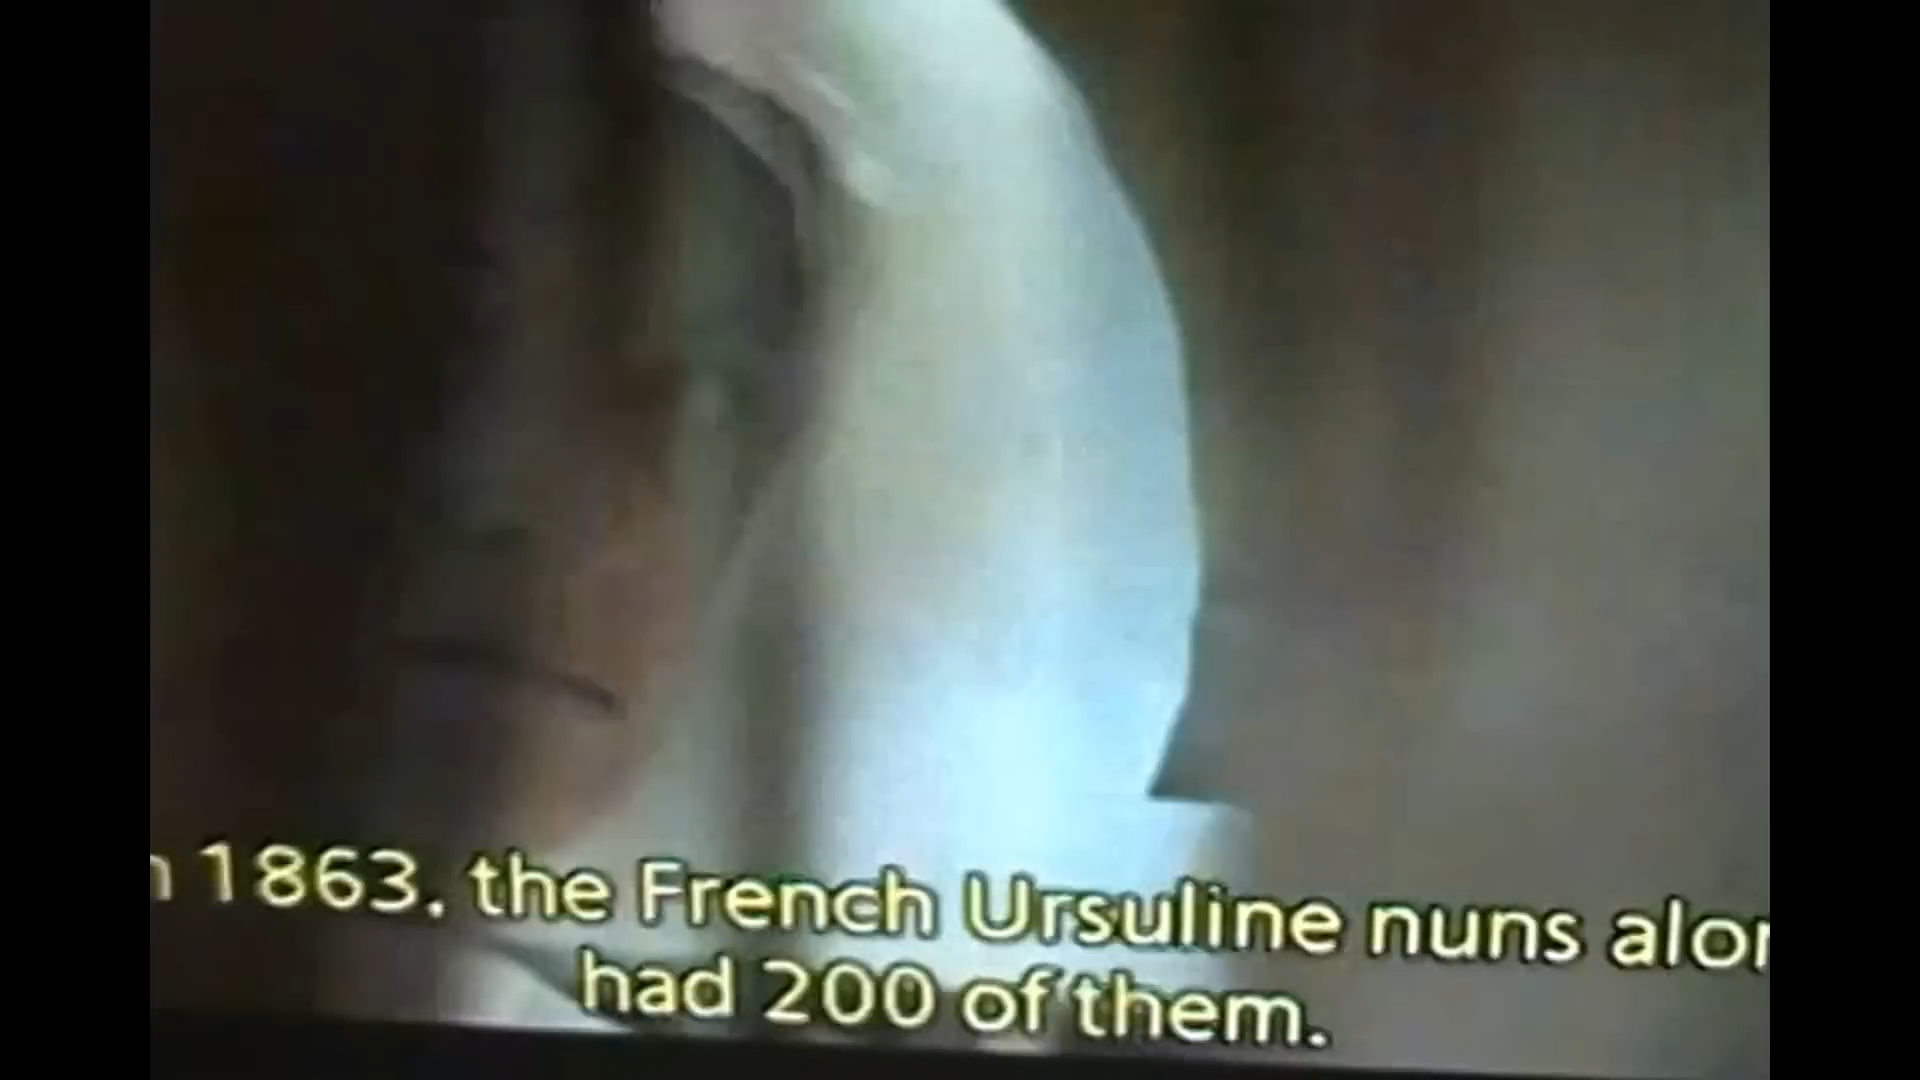 1863, the French Ursuline nuns
had 200 of them.